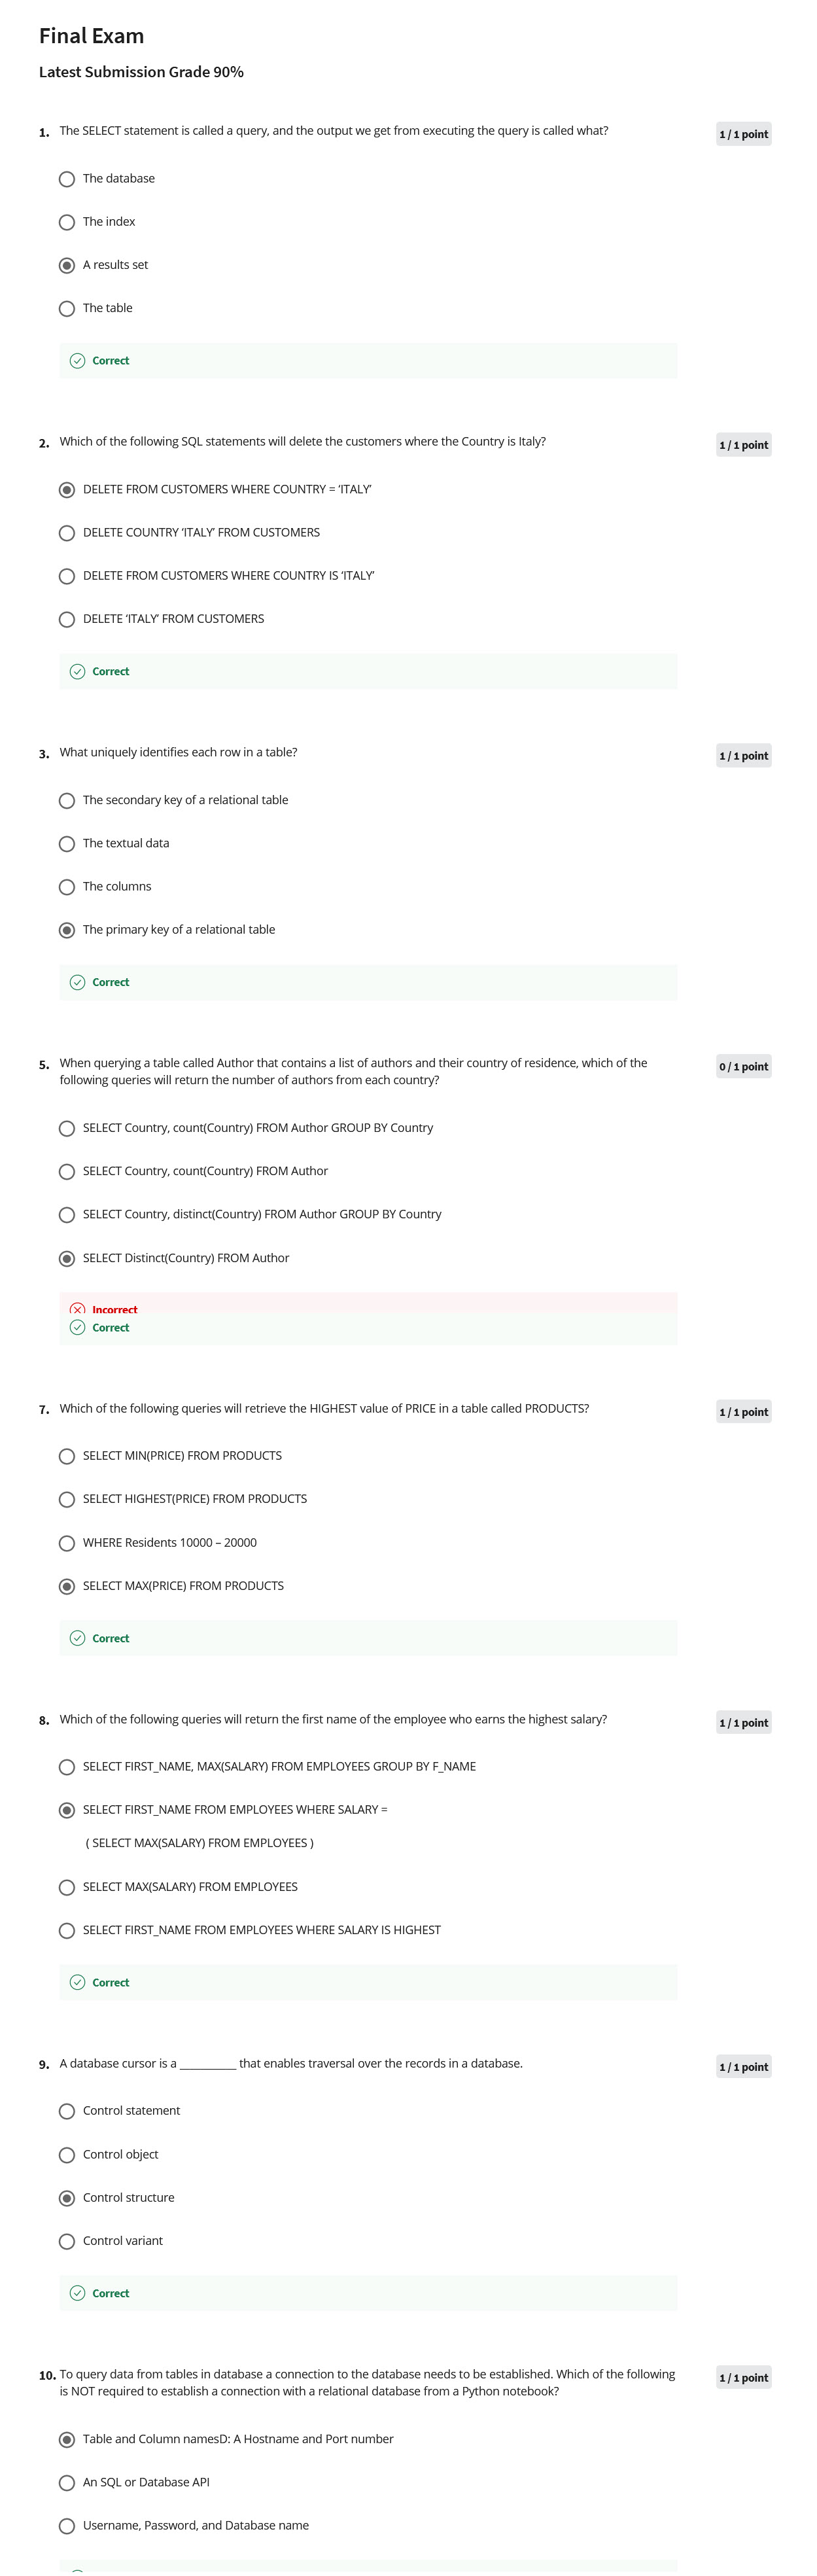 Final Exam
Latest Submission Grade 90%
1. The SELECT statement is called a query, and the output we get from executing the query is called what?
1 / 1 point
The database
The index
A results set
The table
Correct
2. Which of the following SQL statements will delete the customers where the Country is Italy?
1 / 1 point
DELETE FROM CUSTOMERS WHERE COUNTRY = ‘ITALY’
DELETE COUNTRY ‘ITALY’ FROM CUSTOMERS
DELETE FROM CUSTOMERS WHERE COUNTRY IS ‘ITALY’
DELETE ‘ITALY’ FROM CUSTOMERS
Correct
3. What uniquely identifies each row in a table?
1 / 1 point
The secondary key of a relational table
The textual data
The columns
The primary key of a relational table
Correct
5. When querying a table called Author that contains a list of authors and their country of residence, which of the
following queries will return the number of authors from each country?
0 / 1 point
SELECT Country, count(Country) FROM Author GROUP BY Country
SELECT Country, count(Country) FROM Author
SELECT Country, distinct(Country) FROM Author GROUP BY Country
SELECT Distinct(Country) FROM Author
Incorrect
Correct
7. Which of the following queries will retrieve the HIGHEST value of PRICE in a table called PRODUCTS?
1 / 1 point
SELECT MIN(PRICE) FROM PRODUCTS
SELECT HIGHEST(PRICE) FROM PRODUCTS
WHERE Residents 10000 – 20000
SELECT MAX(PRICE) FROM PRODUCTS
Correct
8. Which of the following queries will return the first name of the employee who earns the highest salary?
1 / 1 point
SELECT FIRST_NAME, MAX(SALARY) FROM EMPLOYEES GROUP BY F_NAME
SELECT FIRST_NAME FROM EMPLOYEES WHERE SALARY =
( SELECT MAX(SALARY) FROM EMPLOYEES )
SELECT MAX(SALARY) FROM EMPLOYEES
SELECT FIRST_NAME FROM EMPLOYEES WHERE SALARY IS HIGHEST
Correct
9. A database cursor is a __________ that enables traversal over the records in a database.
1 / 1 point
Control statement
Control object
Control structure
Control variant
Correct
10. To query data from tables in database a connection to the database needs to be established. Which of the following
is NOT required to establish a connection with a relational database from a Python notebook?
1 / 1 point
Table and Column namesD: A Hostname and Port number
An SQL or Database API
Username, Password, and Database name